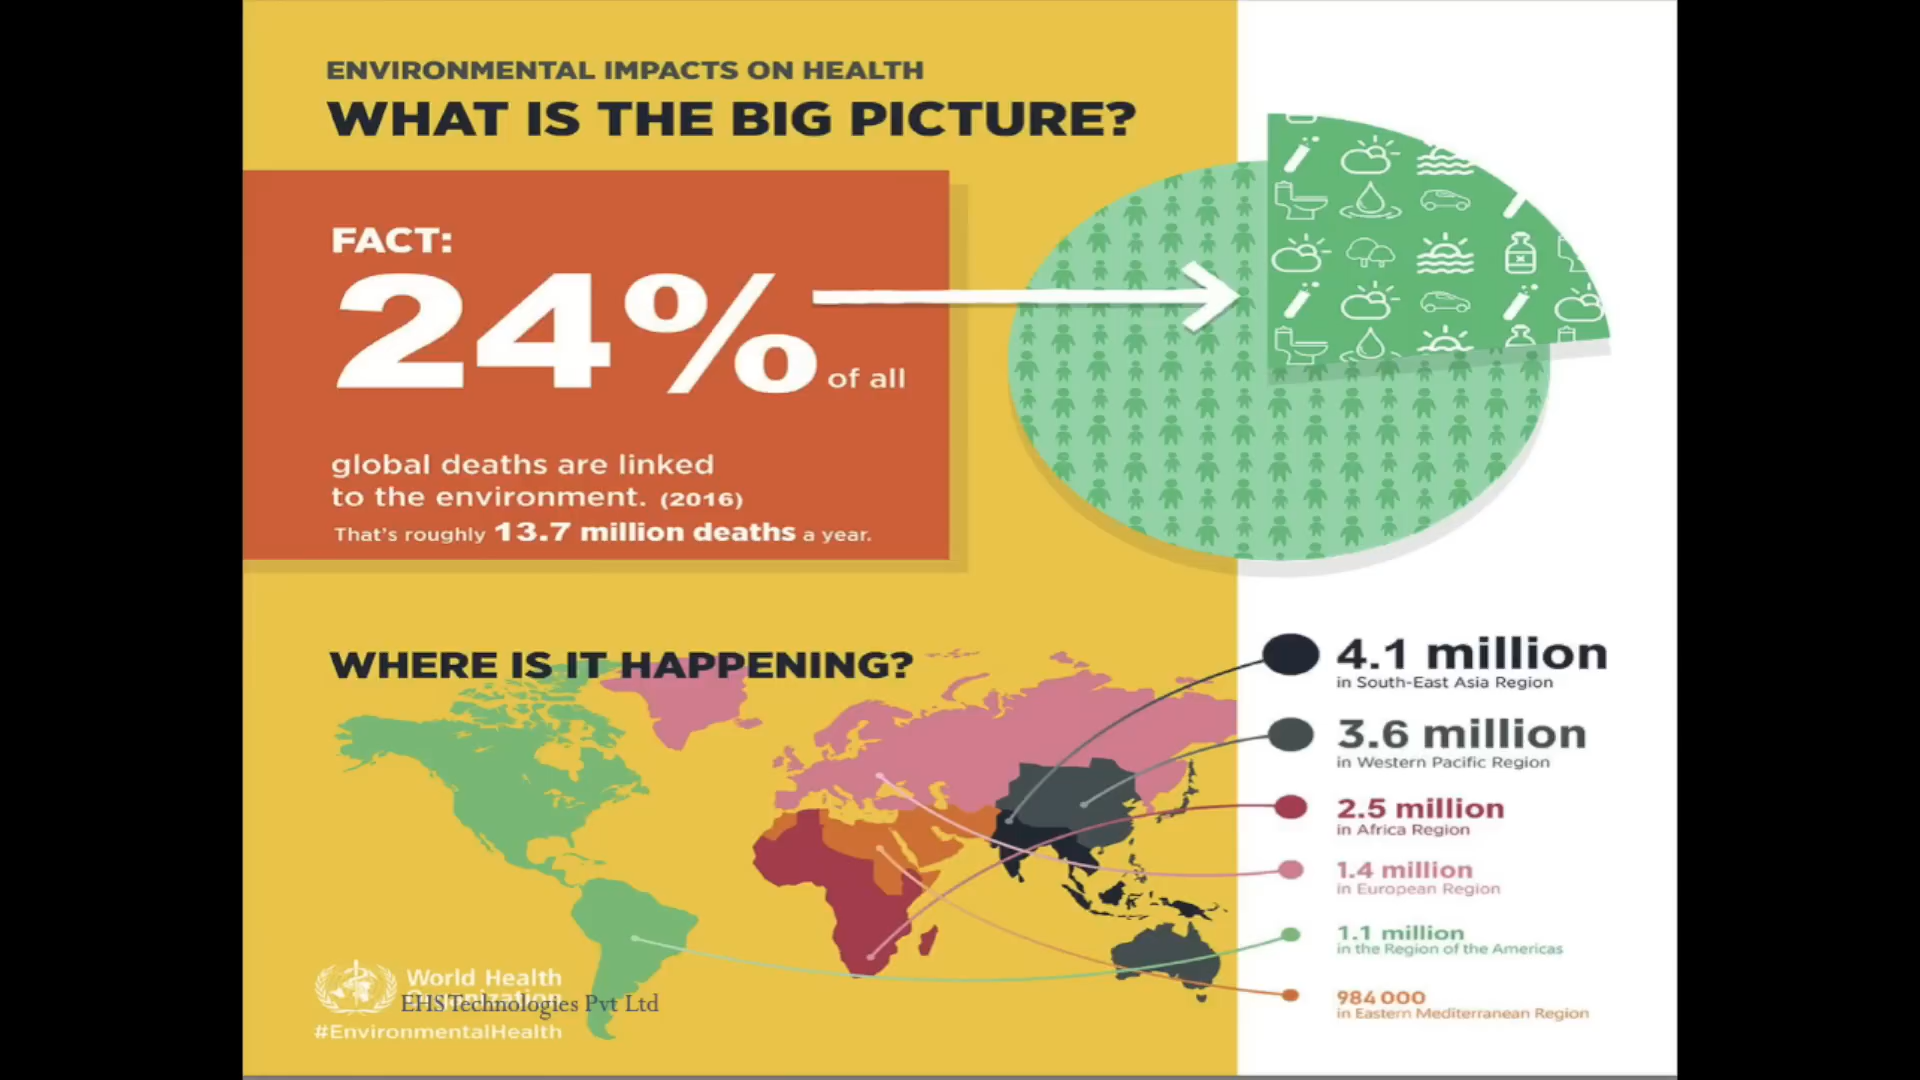 ENVIRONMENTAL IMPACTS ON HEALTH
WHAT IS THE BIG PICTURE?
FACT:
24% of all
global deaths are linked
to the environment. (2016)
That's roughly 13.7 million deaths a year.
WHERE IS IT HAPPENING?
4.1 million
in South-East Asia Region
3.6 million
in Western Pacific Region
2.5 million
in Africa Region
1.4 million
in European Region
1.1 million
in the Region of the Americas
984 000
in Eastern Mediterranean Region
World Health
Organization
EHSTechnologies Pvt Ltd
#EnvironmentalHealth